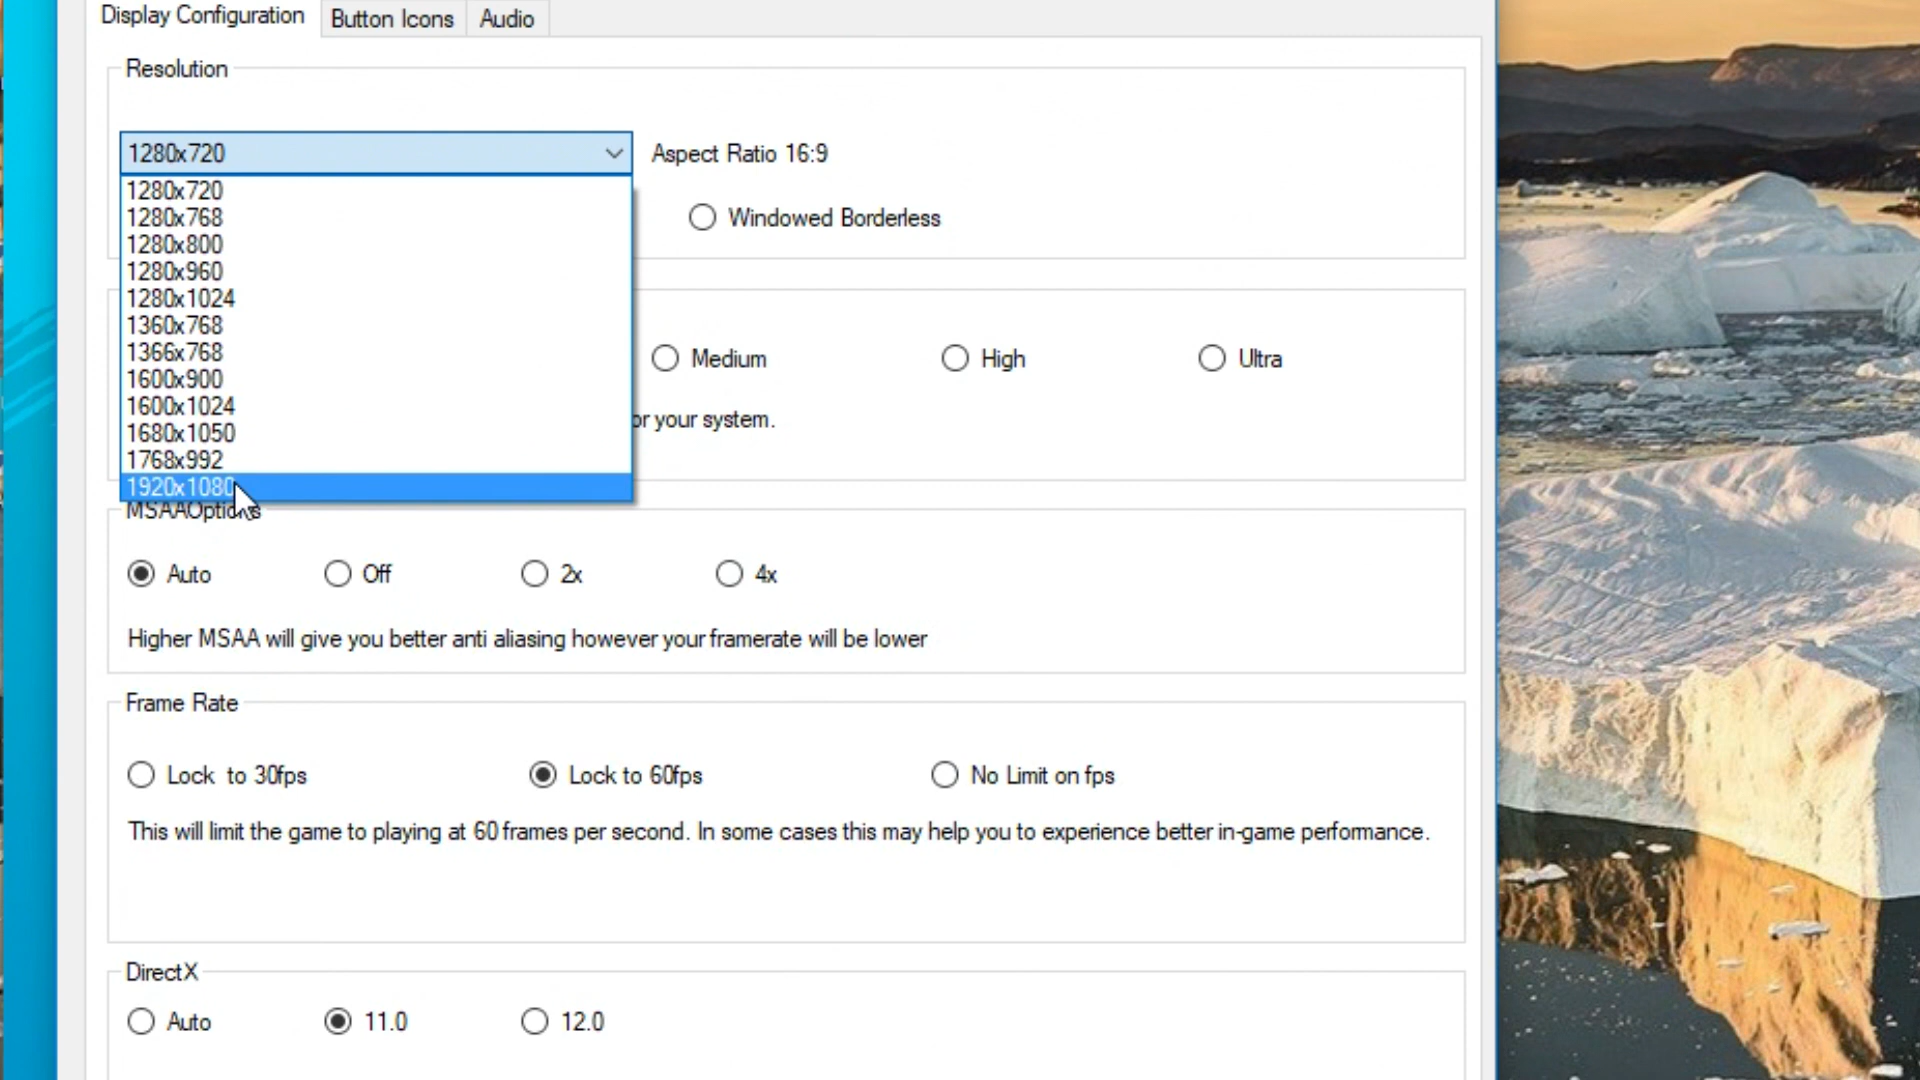 Display Configuration
Button Icons
Audio
Resolution
1280x720
Aspect Ratio 16:9
1280x720
1280x768
1280x800
1280x960
1280x1024
1360x768
1366x768
1600x900
1600x1024
1680x1050
1768x992
1920x1080
Windowed Borderless
Medium
High
Ultra
or your system.
MSAAOptions
Auto
Off
2x
4x
Higher MSAA will give you better anti aliasing however your framerate will be lower
Frame Rate
Lock to 30fps
Lock to 60fps
No Limit on fps
This will limit the game to playing at 60 frames per second. In some cases this may help you to experience better in-game performance.
DirectX
Auto
11.0
12.0